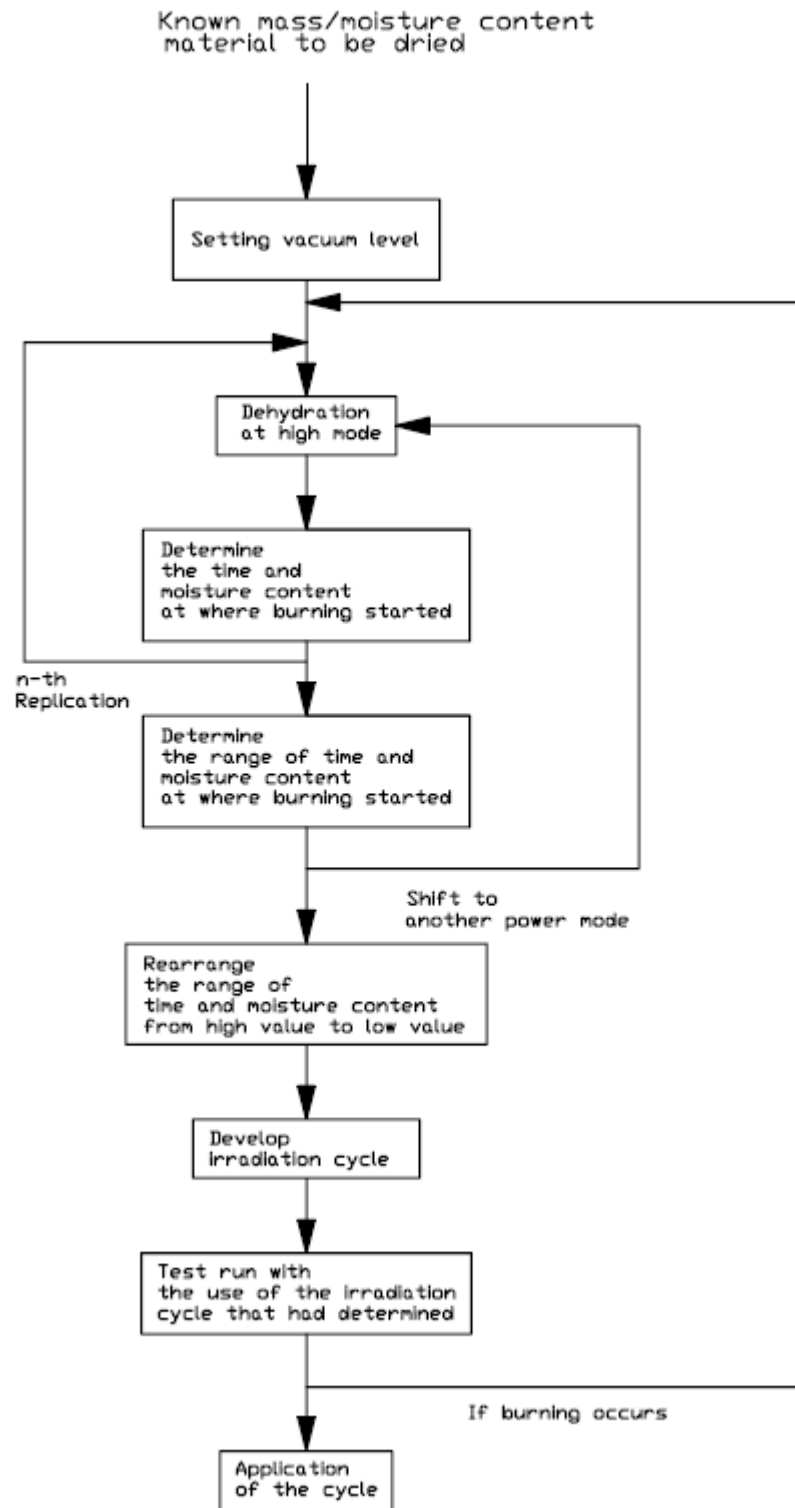 Known mass/moisture content
material to be dried
Setting vacuum level
Dehydration
at high mode
Determine
the time and
moisture content
at where burning started
n-th
Replication
Determine
the range of time and
moisture content
at where burning started
Shift to
another power mode
Rearrange
the range of
time and moisture content
from high value to low value
Develop
irradiation cycle
Test run with
the use of the irradiation
cycle that had determined
If burning occurs
Application
of the cycle